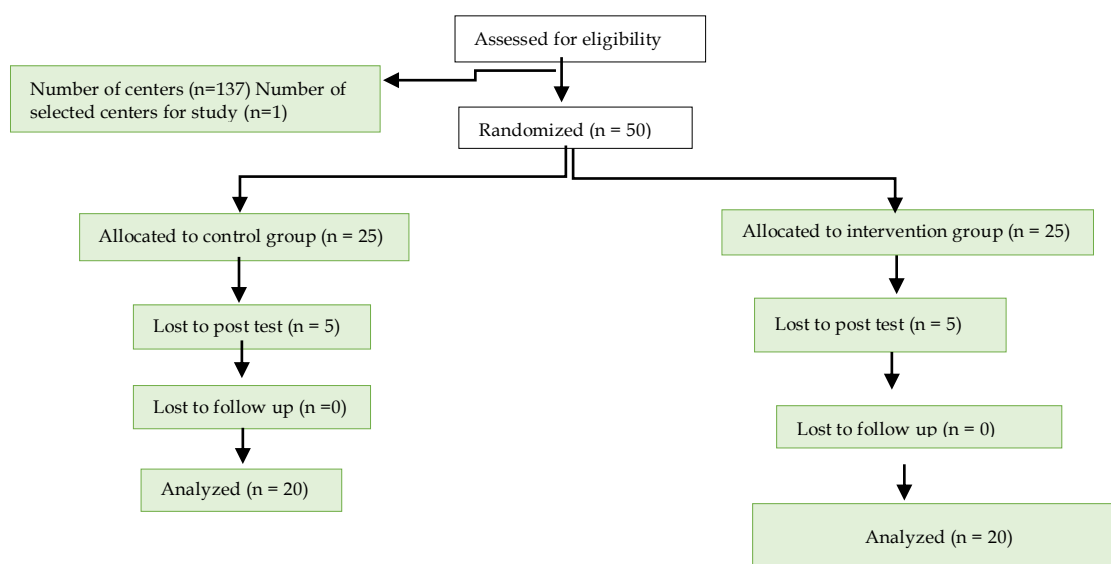 Assessed for eligibility
Number of centers (n=137) Number of
selected centers for study (n=1)
Randomized (n = 50)
Allocated to control group (n = 25)
Allocated to intervention group (n = 25)
Lost to post test (n = 5)
Lost to post test (n = 5)
Lost to follow up (n =0)
Lost to follow up (n = 0)
Analyzed (n = 20)
Analyzed (n = 20)